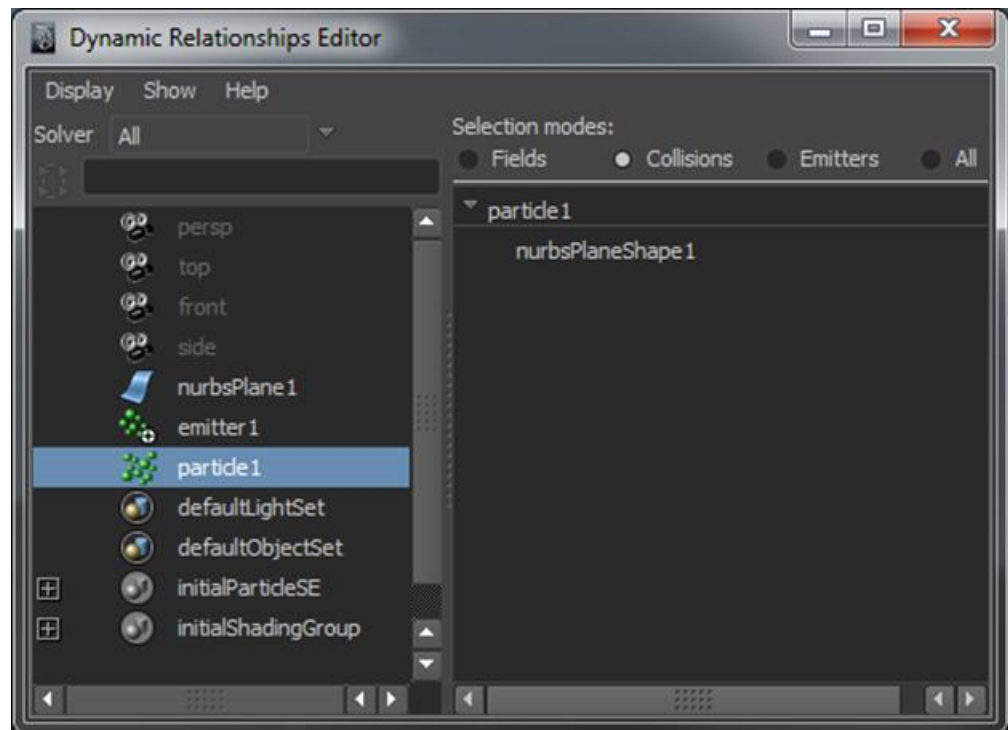 Dynamic Relationships Editor
Display Show Help
Solver All
Selection modes:
Fields Collisions Emitters All
persp
top
front
side
nurbsPlane1
emitter1
particle1
defaultLightSet
defaultObjectSet
initialParticleSE
initialShadingGroup
particle1
nurbsPlaneShape1